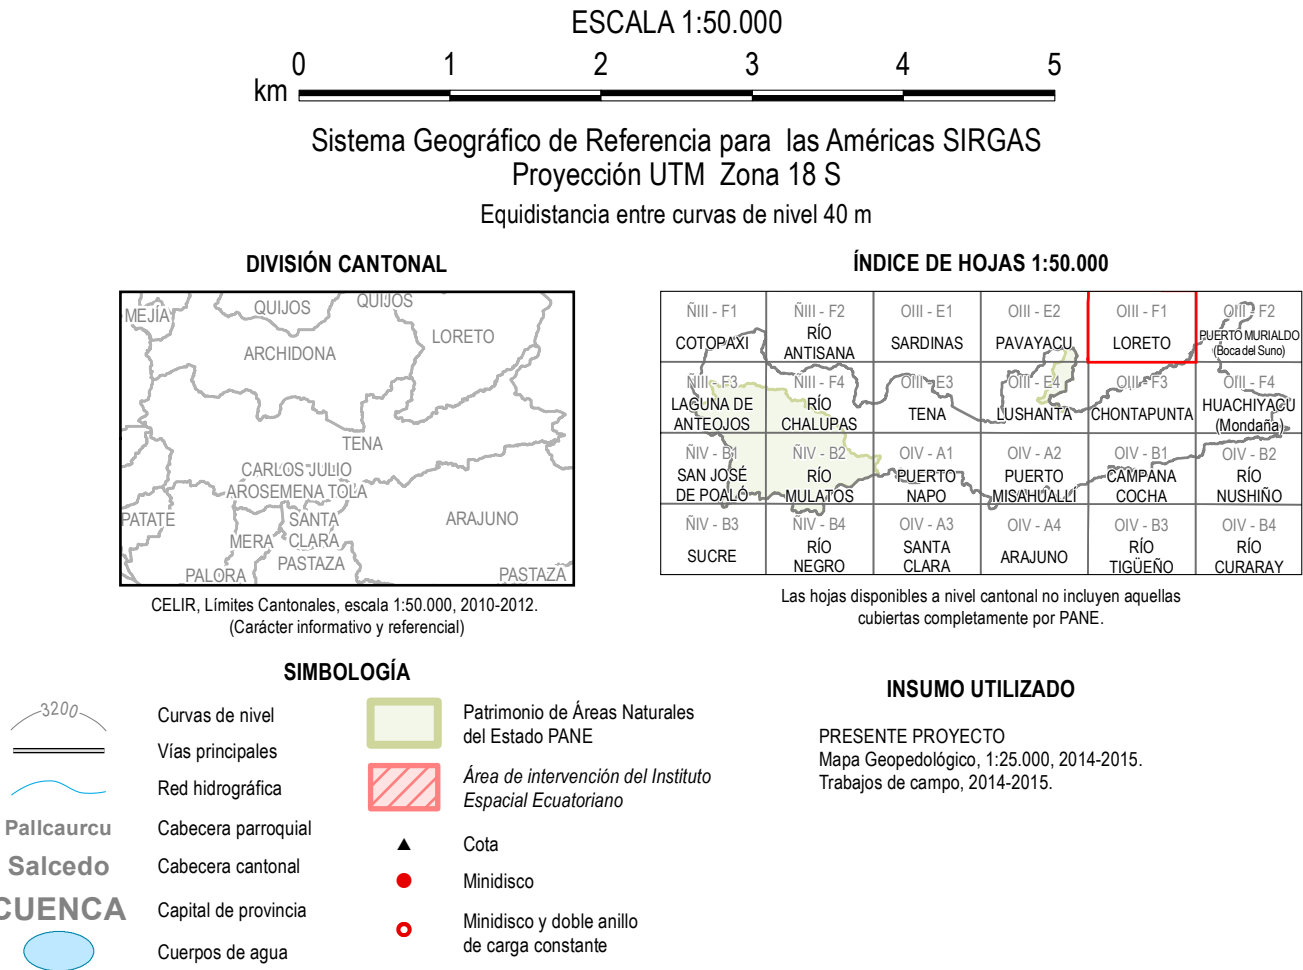 ESCALA 1:50.000
0 1 2 3 4 5
km
Sistema Geográfico de Referencia para las Américas SIRGAS
Proyección UTM Zona 18 S
Equidistancia entre curvas de nivel 40 m
DIVISIÓN CANTONAL
MEJÍA
QUIJOS
QUIJOS
LORETO
ARCHIDONA
TENA
CARLOS JULIO
AROSEMENA TOLA
PATATE
SANTA
CLARA
ARAJUNO
MERA
PASTAZA
PALORA
PASTAZA
CELIR, Límites Cantonales, escala 1:50.000, 2010-2012.
(Carácter informativo y referencial)
ÍNDICE DE HOJAS 1:50.000
ÑIII - F1
COTOPAXI
ÑIII - F2
RÍO
ANTISANA
OIII - E1
SARDINAS
OIII - E2
PAVAYACU
OIII - F1
LORETO
OIII - F2
PUERTO MURIALDO
(Boca del Suno)
ÑIII - F3
LAGUNA DE
ANTEOJOS
ÑIII - F4
RÍO
CHALUPAS
OIII - E3
TENA
OIII - E4
LUSHANTA
OIII - F3
CHONTAPUNTA
OIII - F4
HUACHIYACU
(Mondaña)
ÑIV - B1
SAN JOSÉ
DE POALÓ
ÑIV - B2
RÍO
MULATOS
OIV - A1
PUERTO
NAPO
OIV - A2
PUERTO
MISAHUALLÍ
OIV - B1
CAMPANA
COCHA
OIV - B2
RÍO
NUSHIÑO
ÑIV - B3
SUCRE
ÑIV - B4
RÍO
NEGRO
OIV - A3
SANTA
CLARA
OIV - A4
ARAJUNO
OIV - B3
RÍO
TIGÜEÑO
OIV - B4
RÍO
CURARAY
Las hojas disponibles a nivel cantonal no incluyen aquellas
cubiertas completamente por PANE.
SIMBOLOGÍA
3200 Curvas de nivel
Vías principales
Red hidrográfica
Pallcaurcu Cabecera parroquial
Salcedo Cabecera cantonal
CUENCA Capital de provincia
Cuerpos de agua
Patrimonio de Áreas Naturales
del Estado PANE
Área de intervención del Instituto
Espacial Ecuatoriano
Cota
Minidisco
Minidisco y doble anillo
de carga constante
INSUMO UTILIZADO
PRESENTE PROYECTO
Mapa Geopedológico, 1:25.000, 2014-2015.
Trabajos de campo, 2014-2015.